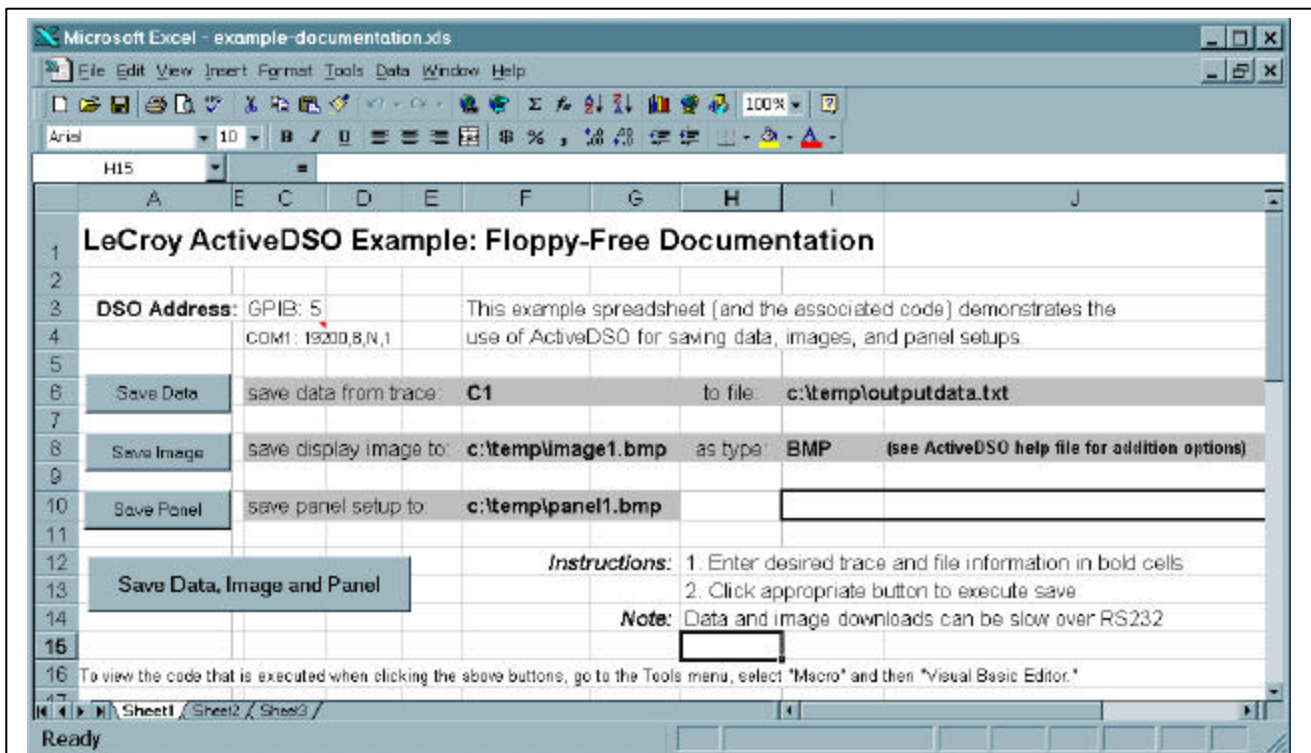 Microsoft Excel - example-documentation.xls
File Edit View Insert Format Tools Data Window Help
100%
Arial 10 B I U $ % ,
H15 =
A E C D E F G H I J
1 LeCroy ActiveDSO Example: Floppy-Free Documentation
2
3 DSO Address: GPIB: 5 This example spreadsheet (and the associated code) demonstrates the
4 COM1: 19200,8,N,1 use of ActiveDSO for saving data, images, and panel setups.
5
6 Save Data save data from trace: C1 to file: c:\temp\outputdata.txt
7
8 Save Image save display image to: c:\temp\image1.bmp as type: BMP (see ActiveDSO help file for addition options)
9
10 Save Panel save panel setup to: c:\temp\panel1.bmp
11
12 Instructions: 1. Enter desired trace and file information in bold cells
13 Save Data, Image and Panel 2. Click appropriate button to execute save
14 Note: Data and image downloads can be slow over RS232
15
16 To view the code that is executed when clicking the above buttons, go to the Tools menu, select "Macro" and then "Visual Basic Editor."
17
Sheet1 Sheet2 Sheet3
Ready